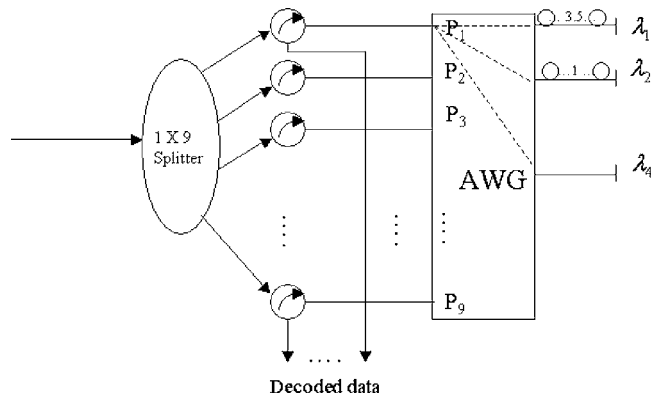 1 X 9
Splitter
P1
P2
P3
P9
AWG
..3.5..
..1...
λ1
λ2
λ4
....
....
....
....
....
Decoded data